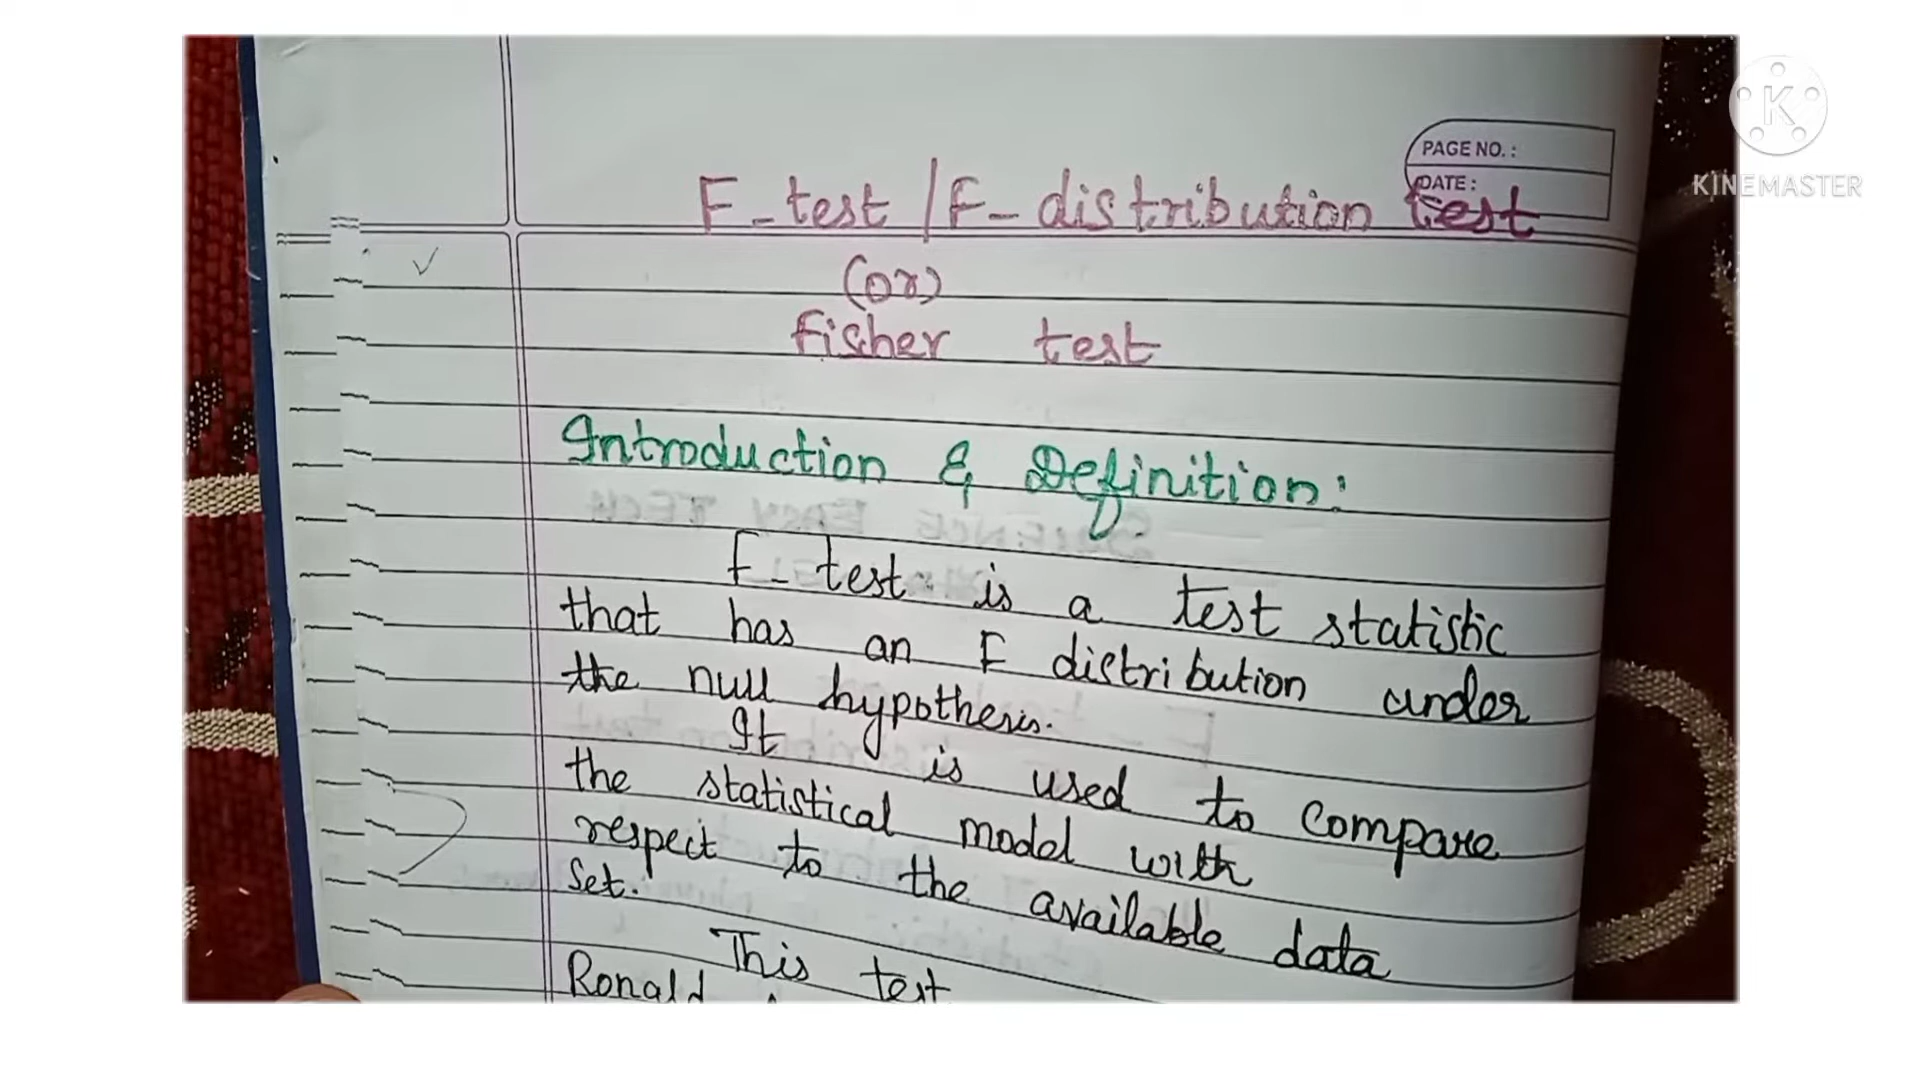 PAGE NO. :
DATE :
KINEMASTER
F-test / F-distribution test
(or)
Fisher test
Introduction & Definition:
F-test is a test statistic
that has an F distribution under
the null hypothesis.
It is used to compare
the statistical model with
respect to the available data
Set.
This test
Ronald